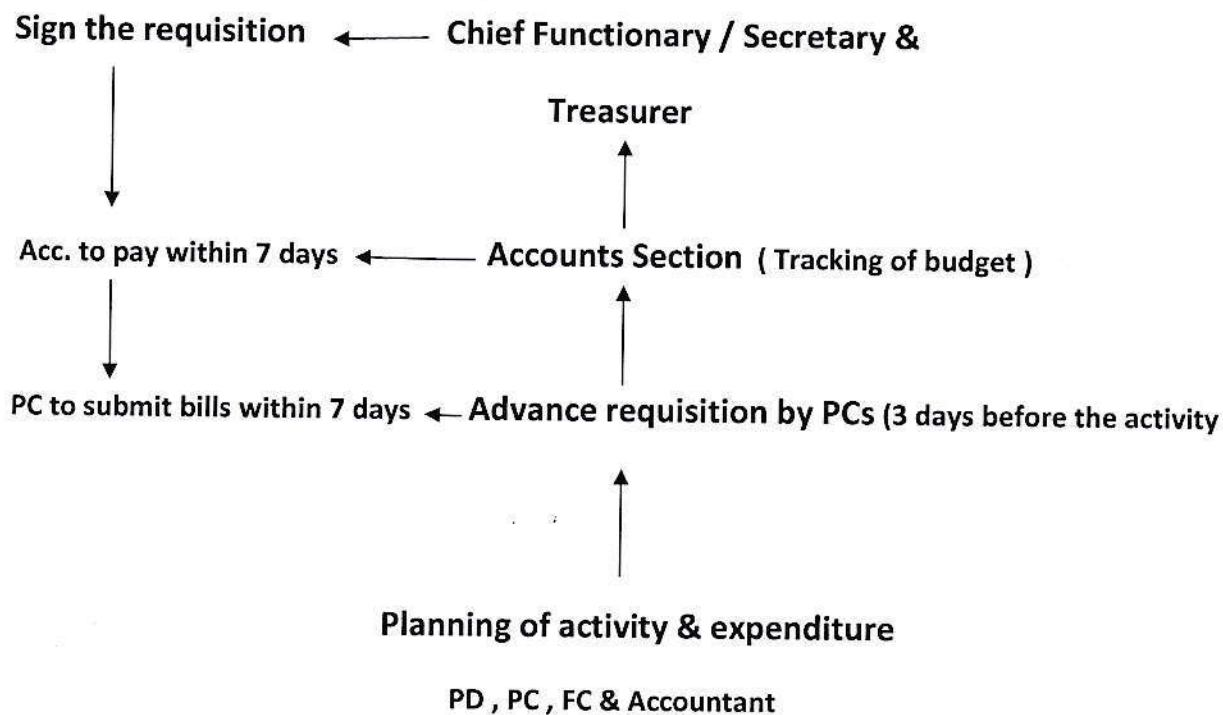 Sign the requisition Chief Functionary / Secretary &
Treasurer
Acc. to pay within 7 days Accounts Section ( Tracking of budget )
PC to submit bills within 7 days Advance requisition by PCs (3 days before the activity
Planning of activity & expenditure
PD , PC , FC & Accountant